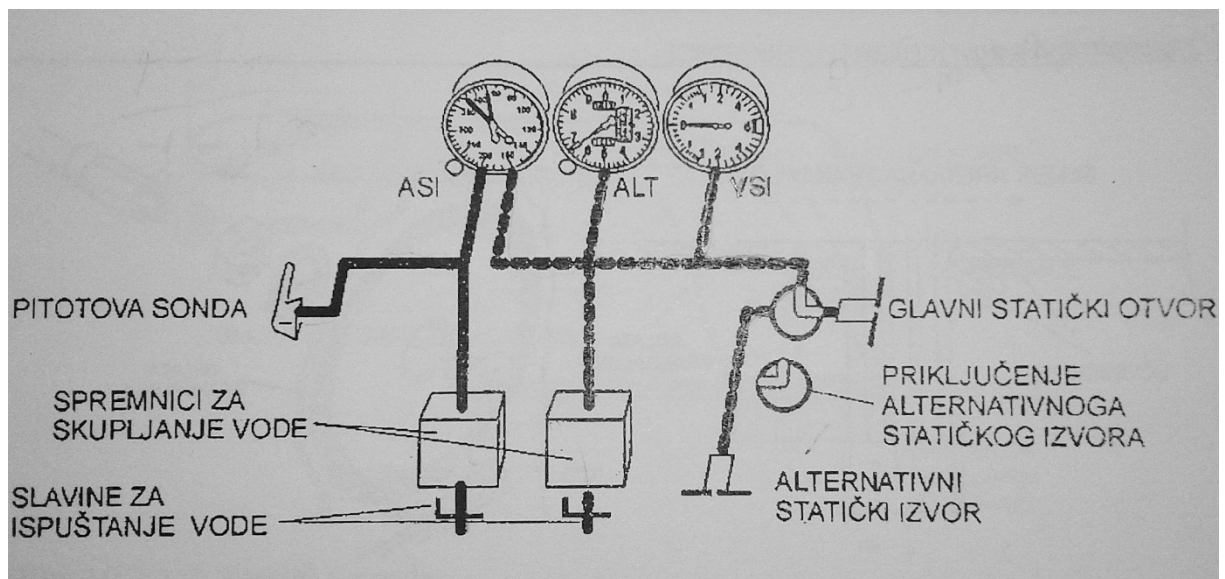 ASI
ALT
VSI
PITOTOVA SONDA
GLAVNI STATIČKI OTVOR
SPREMNICI ZA
SKUPLJANJE VODE
PRIKLJUČENJE
ALTERNATIVNOGA
STATIČKOG IZVORA
SLAVINE ZA
ISPUŠTANJE VODE
ALTERNATIVNI
STATIČKI IZVOR